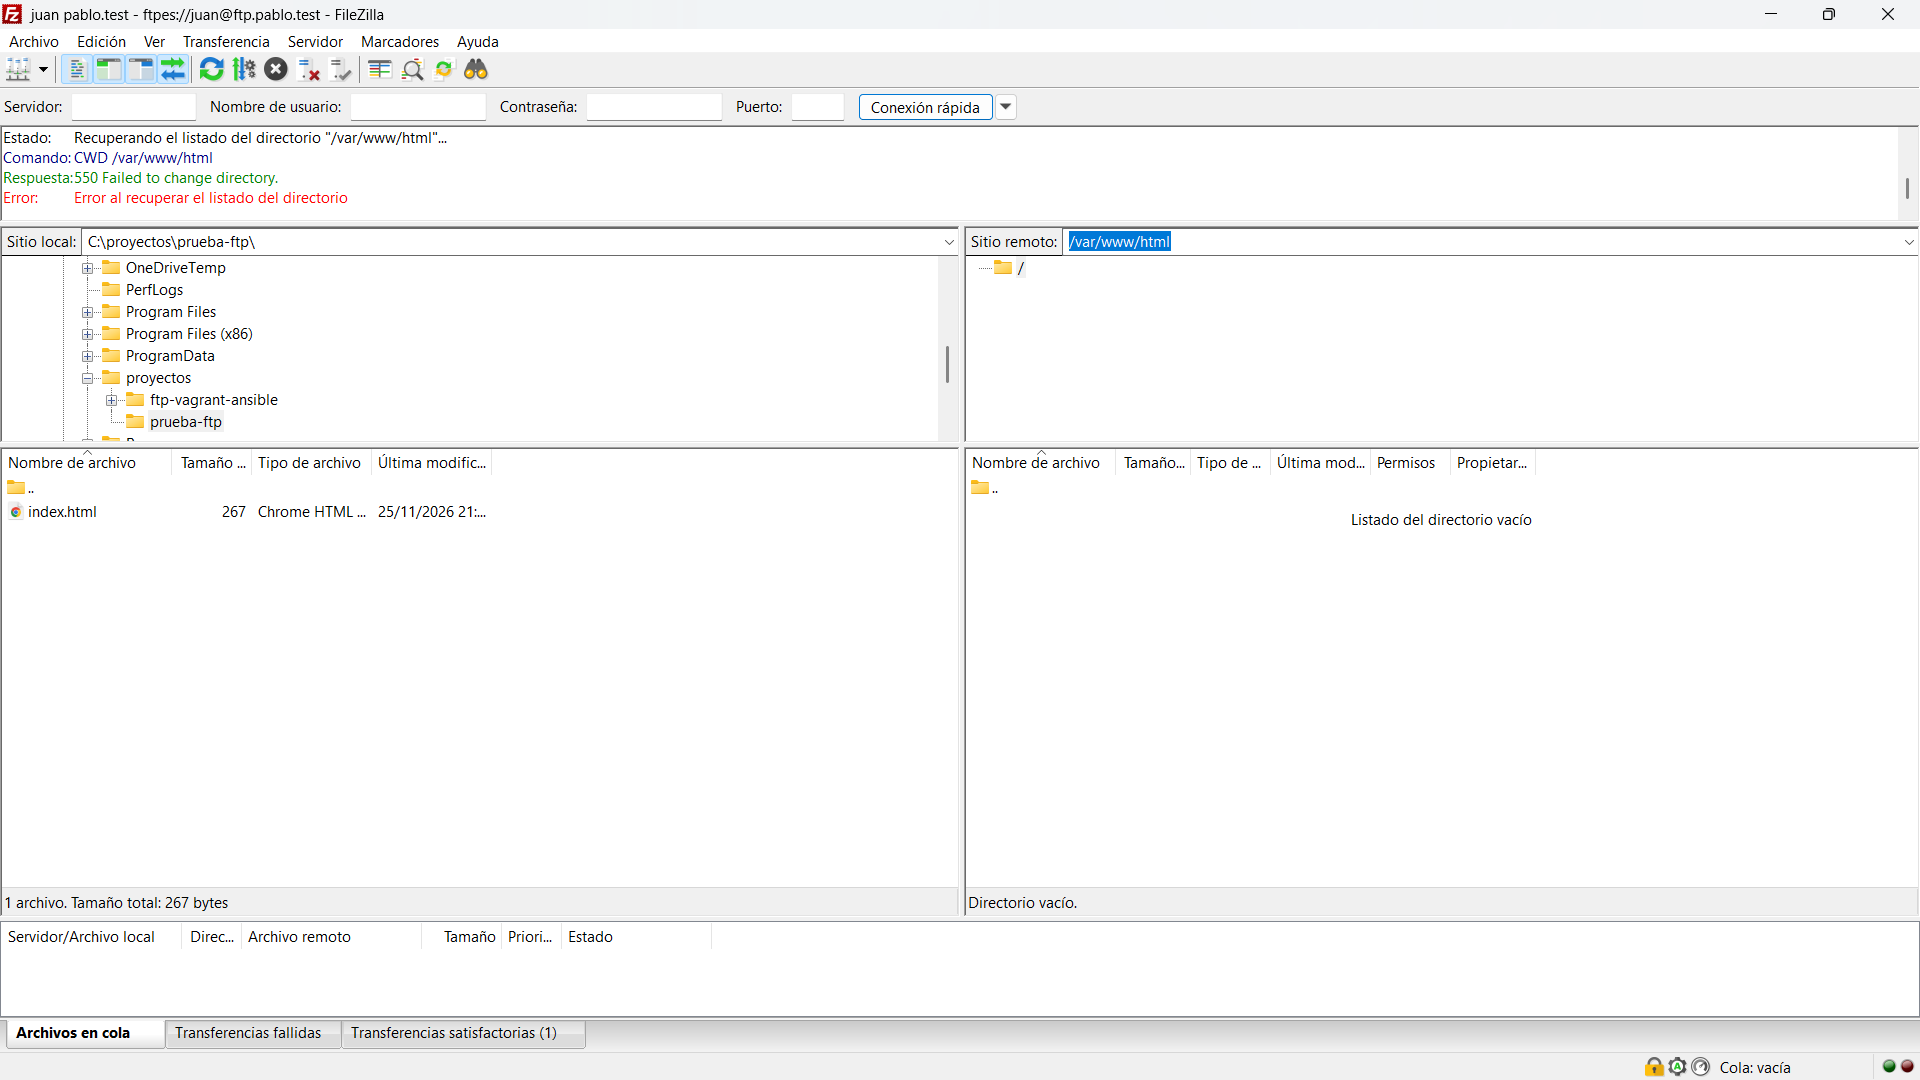 juan pablo.test - ftpes://juan@ftp.pablo.test - FileZilla
Archivo Edición Ver Transferencia Servidor Marcadores Ayuda
Servidor: Nombre de usuario: Contraseña: Puerto: Conexión rápida
Estado: Recuperando el listado del directorio "/var/www/html"...
Comando: CWD /var/www/html
Respuesta: 550 Failed to change directory.
Error: Error al recuperar el listado del directorio
Sitio local: C:\proyectos\prueba-ftp\
OneDriveTemp
PerfLogs
Program Files
Program Files (x86)
ProgramData
proyectos
ftp-vagrant-ansible
prueba-ftp
Sitio remoto: /var/www/html
/
Nombre de archivo Tamaño ... Tipo de archivo Última modific...
..
index.html 267 Chrome HTML ... 25/11/2026 21:...
1 archivo. Tamaño total: 267 bytes
Nombre de archivo Tamaño... Tipo de ... Última mod... Permisos Propietar...
..
Listado del directorio vacío
Directorio vacío.
Servidor/Archivo local Direc... Archivo remoto Tamaño Priori... Estado
Archivos en cola Transferencias fallidas Transferencias satisfactorias (1)
Cola: vacía